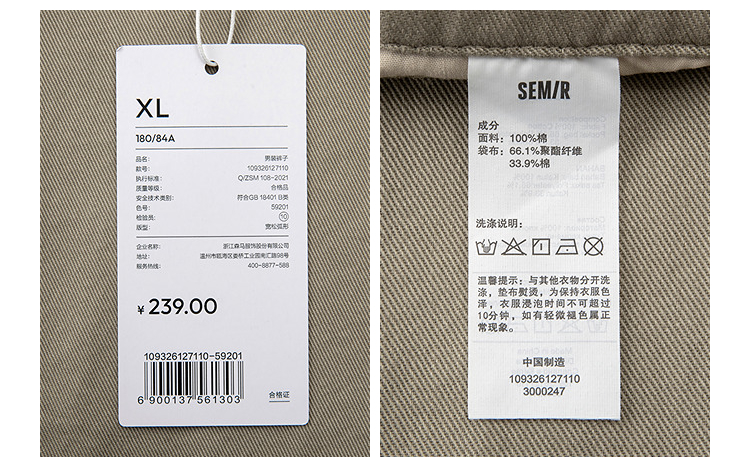 XL
180/84A
品名: 男装裤子
款号: 109326127110
执行标准: Q/ZSM 108-2021
质量等级: 合格品
安全技术类别: 符合GB 18401 B类
色号: 59201
检验员: 10
版型: 宽松弧形
企业名称: 浙江森马服饰股份有限公司
地址: 温州市瓯海区娄桥工业园南汇路98号
服务热线: 400-8877-588
¥ 239.00
109326127110-59201
6 900137 561303
合格证
SEMIR
成分
面料: 100%棉
袋布: 66.1%聚酯纤维
33.9%棉
洗涤说明:
温馨提示: 与其他衣物分开洗
涤, 垫布熨烫, 为保持衣服色
泽, 衣服浸泡时间不可超过
10分钟, 如有轻微褪色属正
常现象。
中国制造
109326127110
3000247